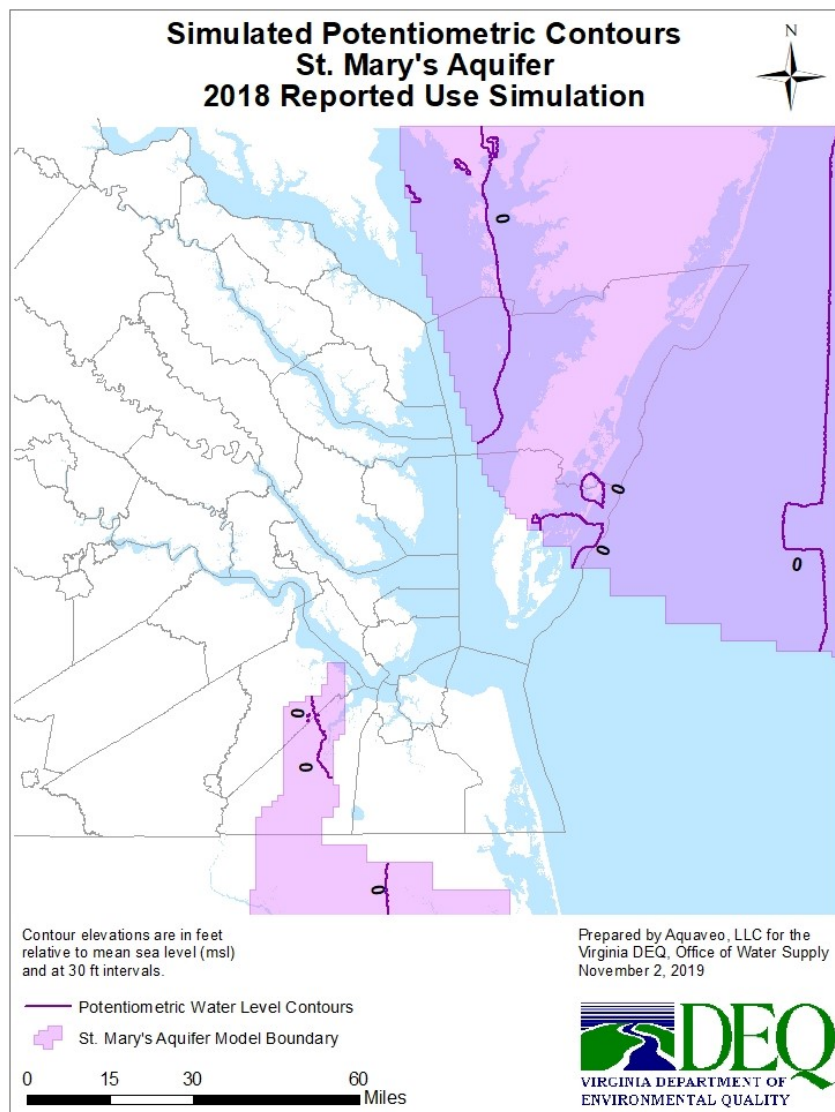 Simulated Potentiometric Contours
St. Mary's Aquifer
2018 Reported Use Simulation
N
0
0
0
0
0
0
0
Contour elevations are in feet
relative to mean sea level (msl)
and at 30 ft intervals.
Prepared by Aquaveo, LLC for the
Virginia DEQ, Office of Water Supply
November 2, 2019
Potentiometric Water Level Contours
St. Mary's Aquifer Model Boundary
0 15 30 60 Miles
DEQ
VIRGINIA DEPARTMENT OF
ENVIRONMENTAL QUALITY